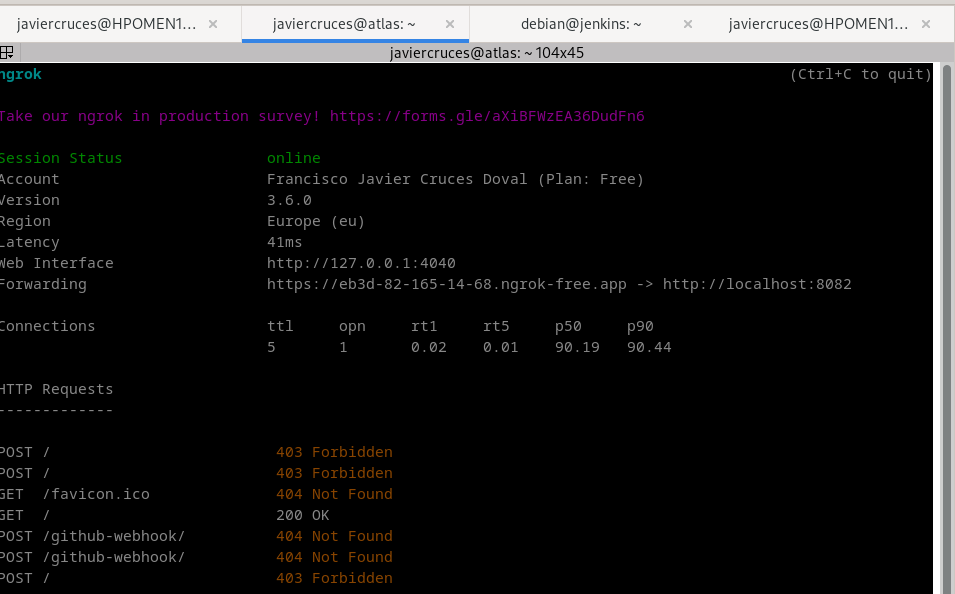 javiercruces@HPOMEN1... × javiercruces@atlas: ~ × debian@jenkins: ~ × javiercruces@HPOMEN1... ×
javiercruces@atlas: ~ 104x45
ngrok (Ctrl+C to quit)
Take our ngrok in production survey! https://forms.gle/aXiBFWzEA36DudFn6
Session Status online
Account Francisco Javier Cruces Doval (Plan: Free)
Version 3.6.0
Region Europe (eu)
Latency 41ms
Web Interface http://127.0.0.1:4040
Forwarding https://eb3d-82-165-14-68.ngrok-free.app -> http://localhost:8082
Connections ttl opn rt1 rt5 p50 p90
5 1 0.02 0.01 90.19 90.44
HTTP Requests
-------------
POST / 403 Forbidden
POST / 403 Forbidden
GET /favicon.ico 404 Not Found
GET / 200 OK
POST /github-webhook/ 404 Not Found
POST /github-webhook/ 404 Not Found
POST / 403 Forbidden